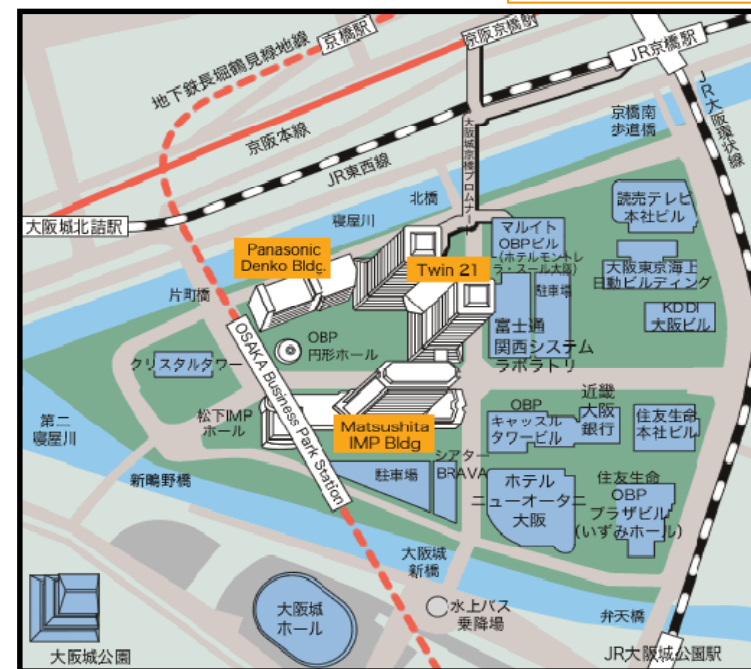 京橋駅
京阪京橋駅
JR京橋駅
地下鉄長堀鶴見緑地線
京阪本線
JR東西線
JR大阪環状線
京橋南
歩道橋
大阪城京橋プロムナード
北橋
寝屋川
大阪城北詰駅
読売テレビ
本社ビル
マルイト
OBPビル
(ホテルモントレ
ラ・スール大阪)
Panasonic
Denko Bldg.
Twin 21
大阪東京海上
日動ビルディング
駐車場
片町橋
KDDI
大阪ビル
OBP
円形ホール
富士通
関西システム
ラボラトリ
クリスタルタワー
OSAKA Business Park Station
第二
寝屋川
松下IMP
ホール
Matsushita
IMP Bldg
OBP
キャッスル
タワービル
近畿
大阪
銀行
住友生命
本社ビル
新鴫野橋
駐車場
シアター
BRAVA
ホテル
ニューオータニ
大阪
住友生命
OBP
プラザビル
(いずみホール)
大阪城
新橋
大阪城
ホール
水上バス
乗降場
弁天橋
大阪城公園
JR大阪城公園駅